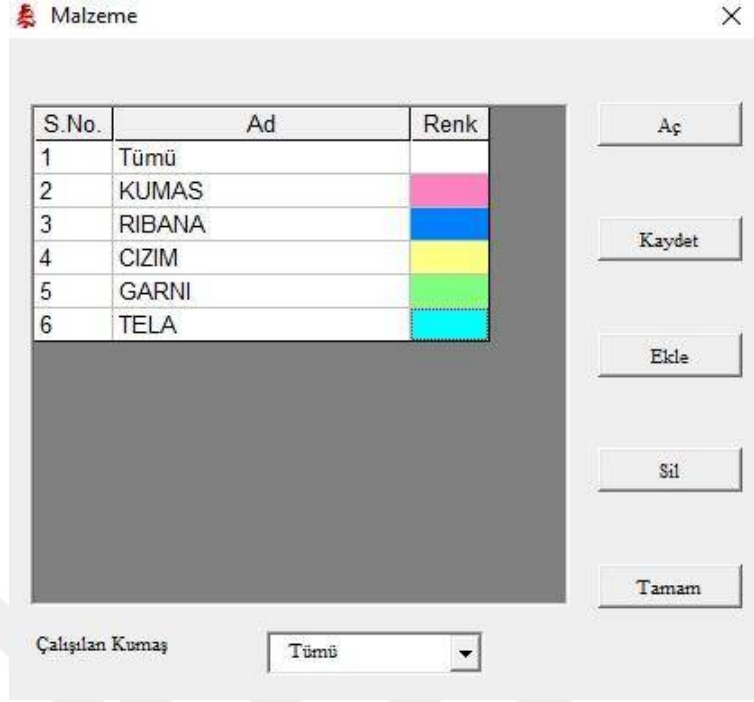 Malzeme
S.No. Ad Renk
1 Tümü
2 KUMAS
3 RIBANA
4 CIZIM
5 GARNI
6 TELA
Aç
Kaydet
Ekle
Sil
Tamam
Çalışılan Kumaş Tümü